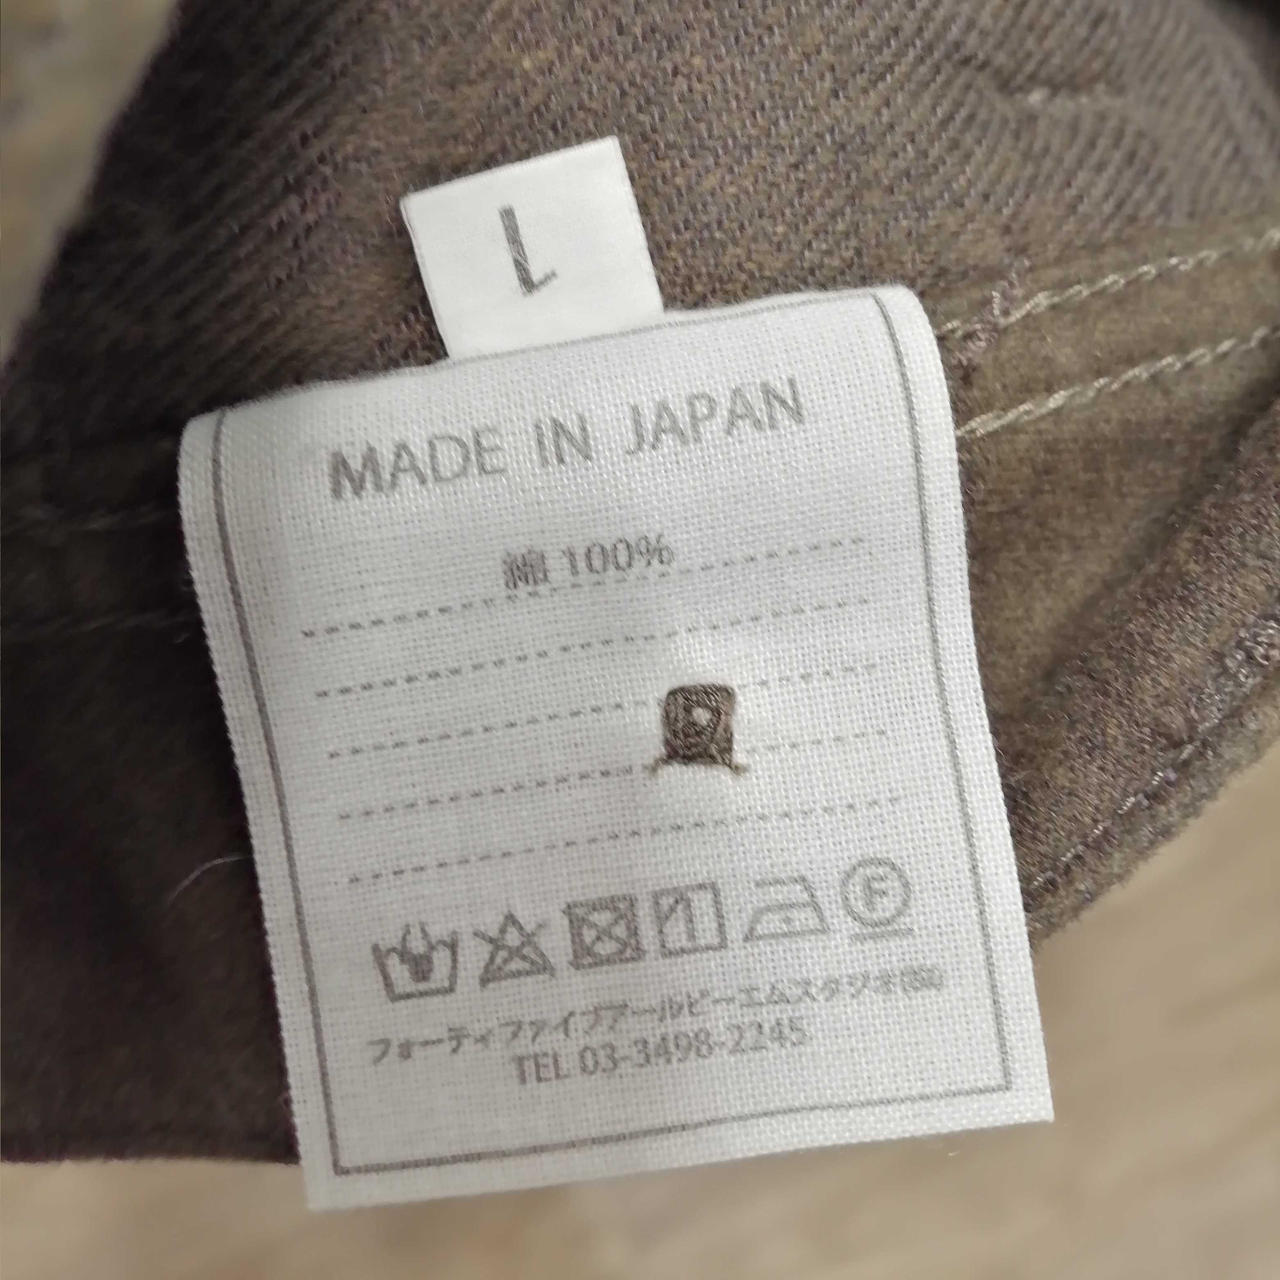 L
MADE IN JAPAN
綿 100%
F
フォーティファイブアールピーエムスタジオ㈱
TEL 03-3498-2245